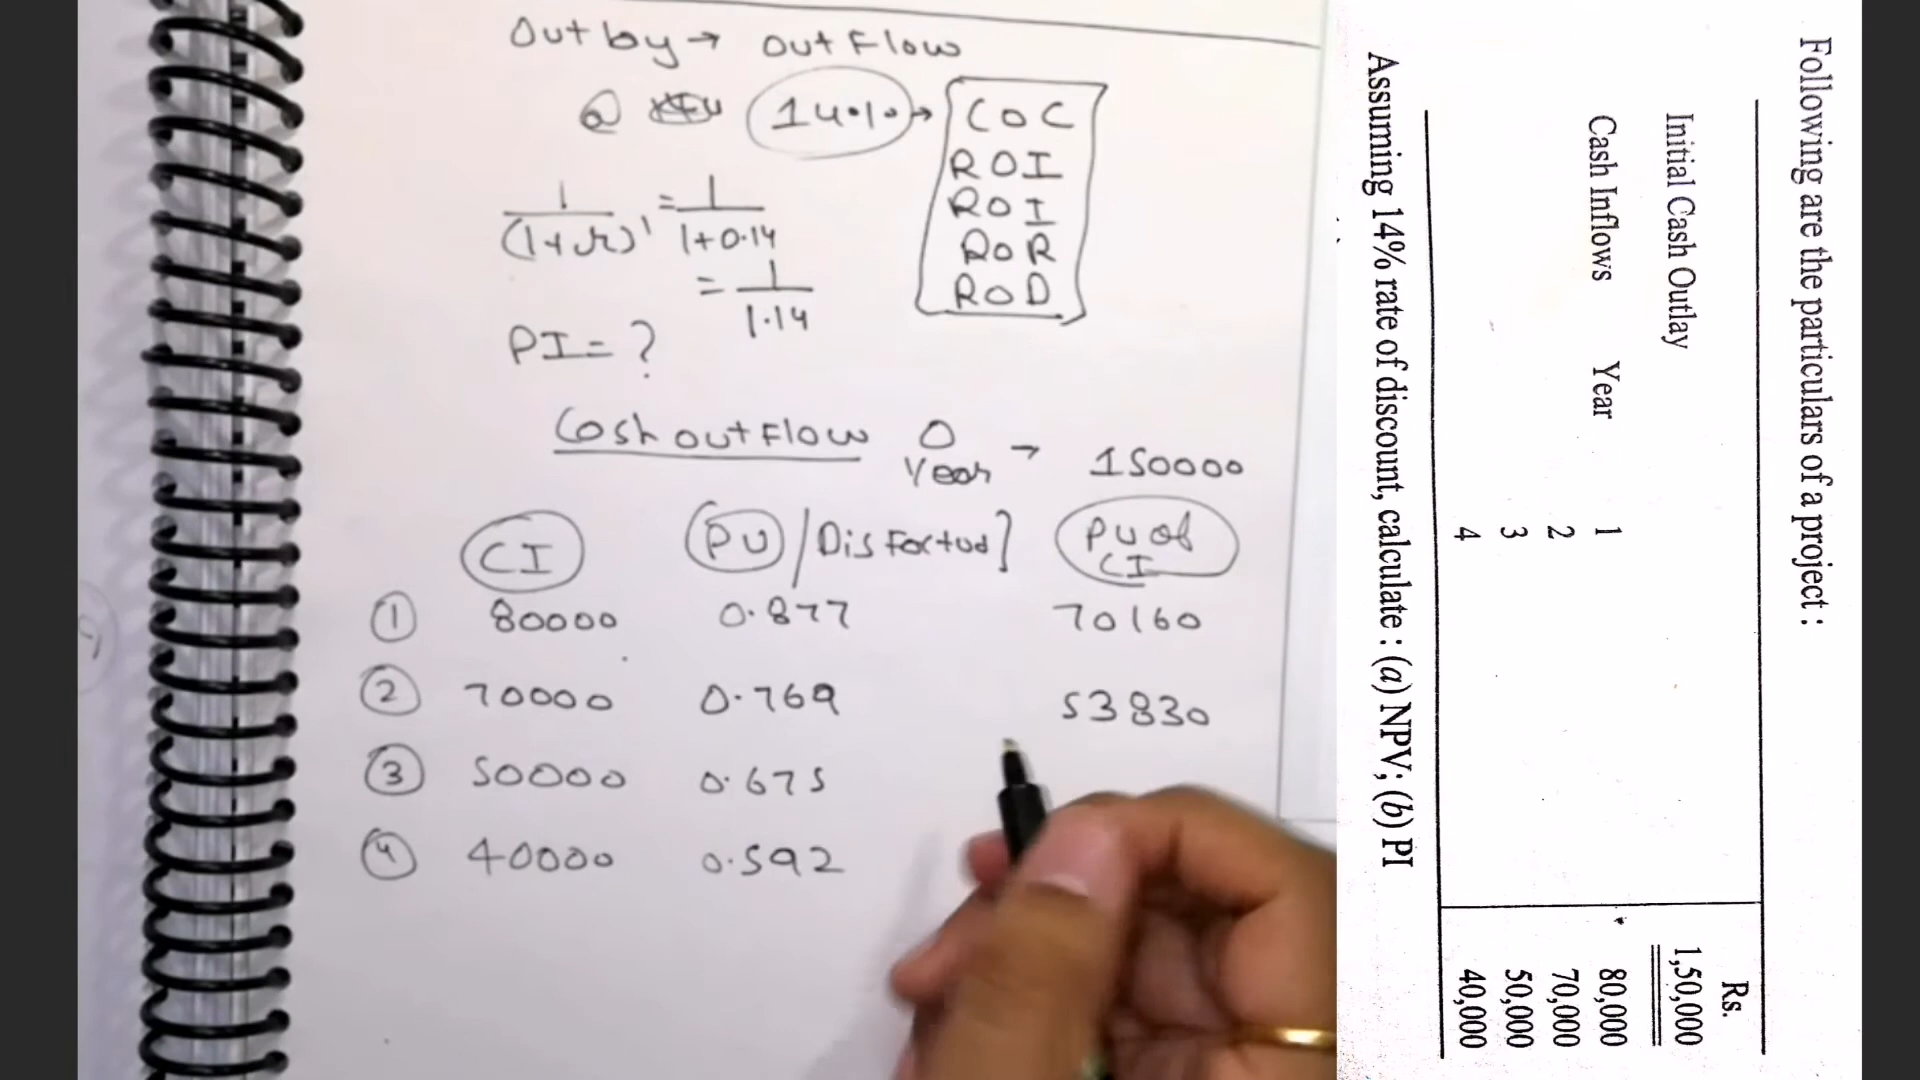 Out by → out Flow
@ 14% → COC
ROI
ROI
ROR
ROD
1/(1+r)¹ = 1/1+0.14
= 1/1.14
PI = ?
Cash out Flow 0 Year → 150000
CI PV / Dis Factud] PV of CI
1 80000 0.877 70160
2 70000 0.769 53830
3 50000 0.675
4 40000 0.592
Following are the particulars of a project :
Rs.
Initial Cash Outlay 1,50,000
Cash Inflows Year 1 80,000
2 70,000
3 50,000
4 40,000
Assuming 14% rate of discount, calculate : (a) NPV; (b) PI